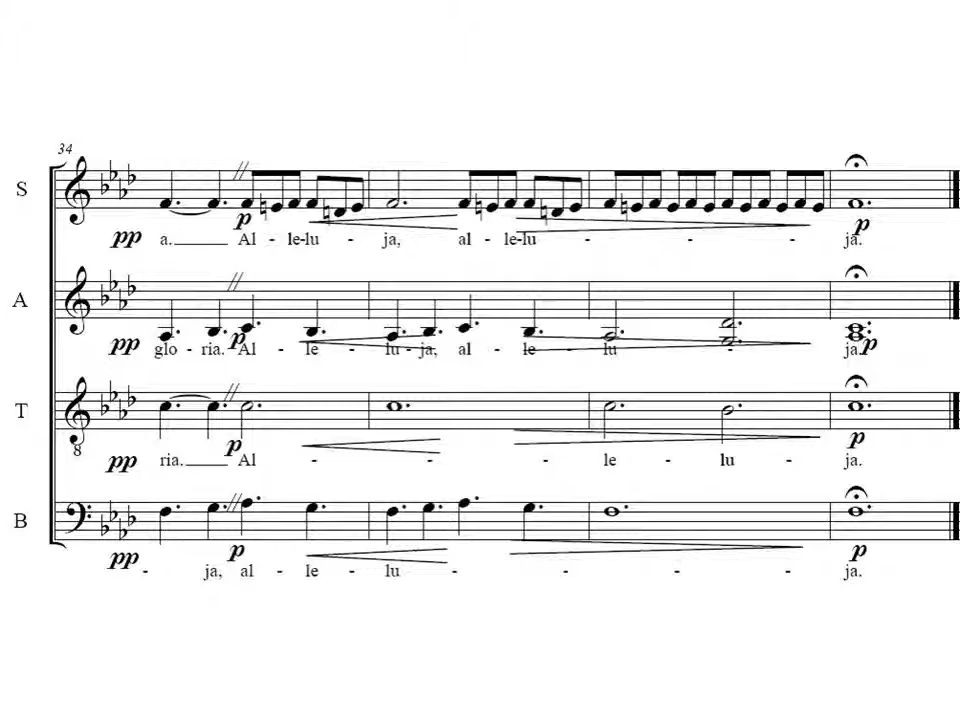 34
S
p
pp a. Al - le-lu - ja, al - le-lu - - - ja. p
A
pp glo - ria. p Al - le - lu - ja, al - le - lu - ja. p
T
8 p p
pp ria. Al - - - le - lu - ja.
B
pp p p
- ja, al - le - lu - - - ja.